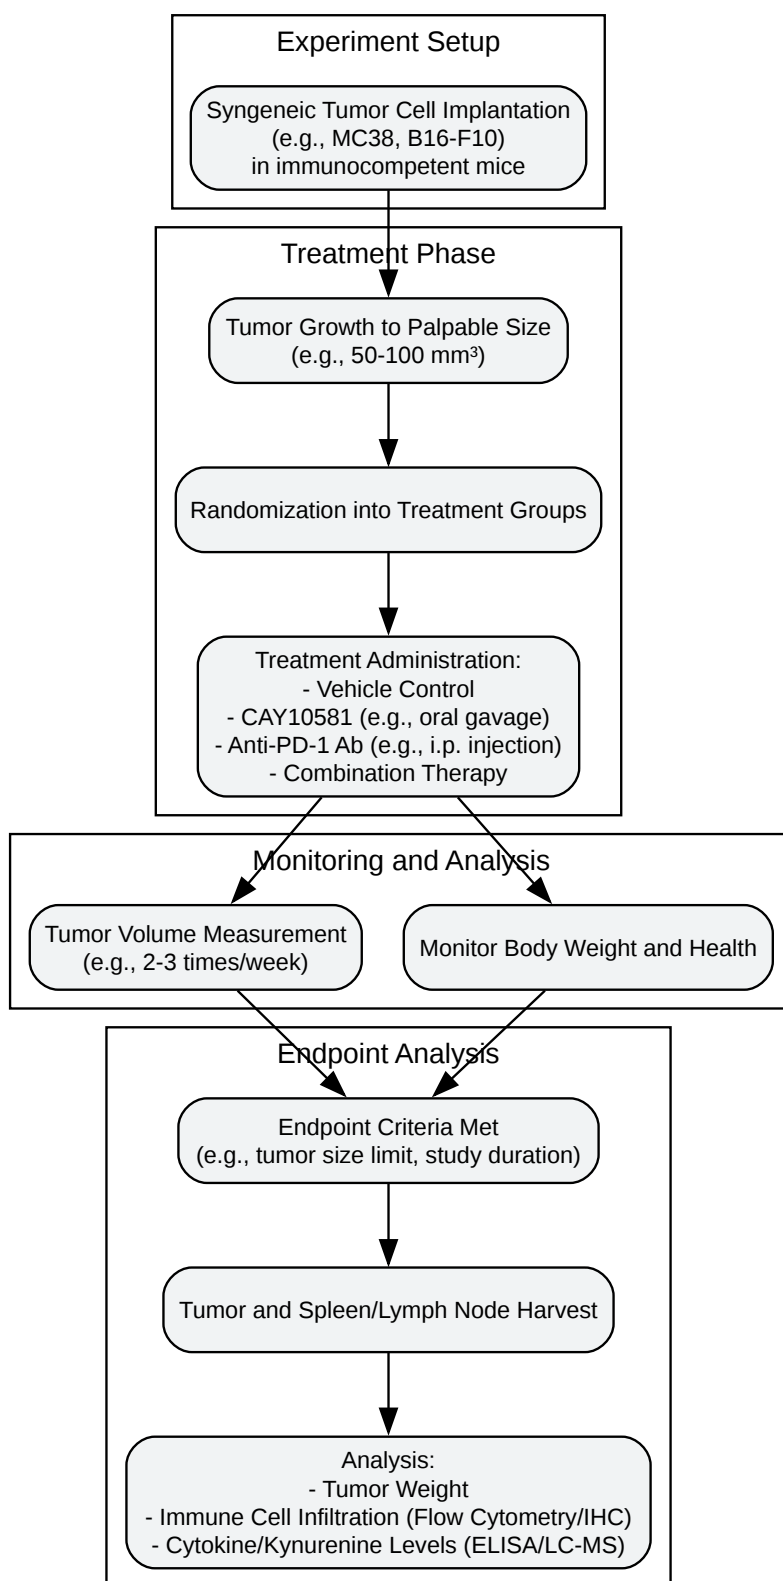 Experiment Setup
Syngeneic Tumor Cell Implantation
(e.g., MC38, B16-F10)
in immunocompetent mice
Treatment Phase
Tumor Growth to Palpable Size
(e.g., 50-100 mm³)
Randomization into Treatment Groups
Treatment Administration:
- Vehicle Control
- CAY10581 (e.g., oral gavage)
- Anti-PD-1 Ab (e.g., i.p. injection)
- Combination Therapy
Monitoring and Analysis
Tumor Volume Measurement
(e.g., 2-3 times/week)
Monitor Body Weight and Health
Endpoint Analysis
Endpoint Criteria Met
(e.g., tumor size limit, study duration)
Tumor and Spleen/Lymph Node Harvest
Analysis:
- Tumor Weight
- Immune Cell Infiltration (Flow Cytometry/IHC)
- Cytokine/Kynurenine Levels (ELISA/LC-MS)